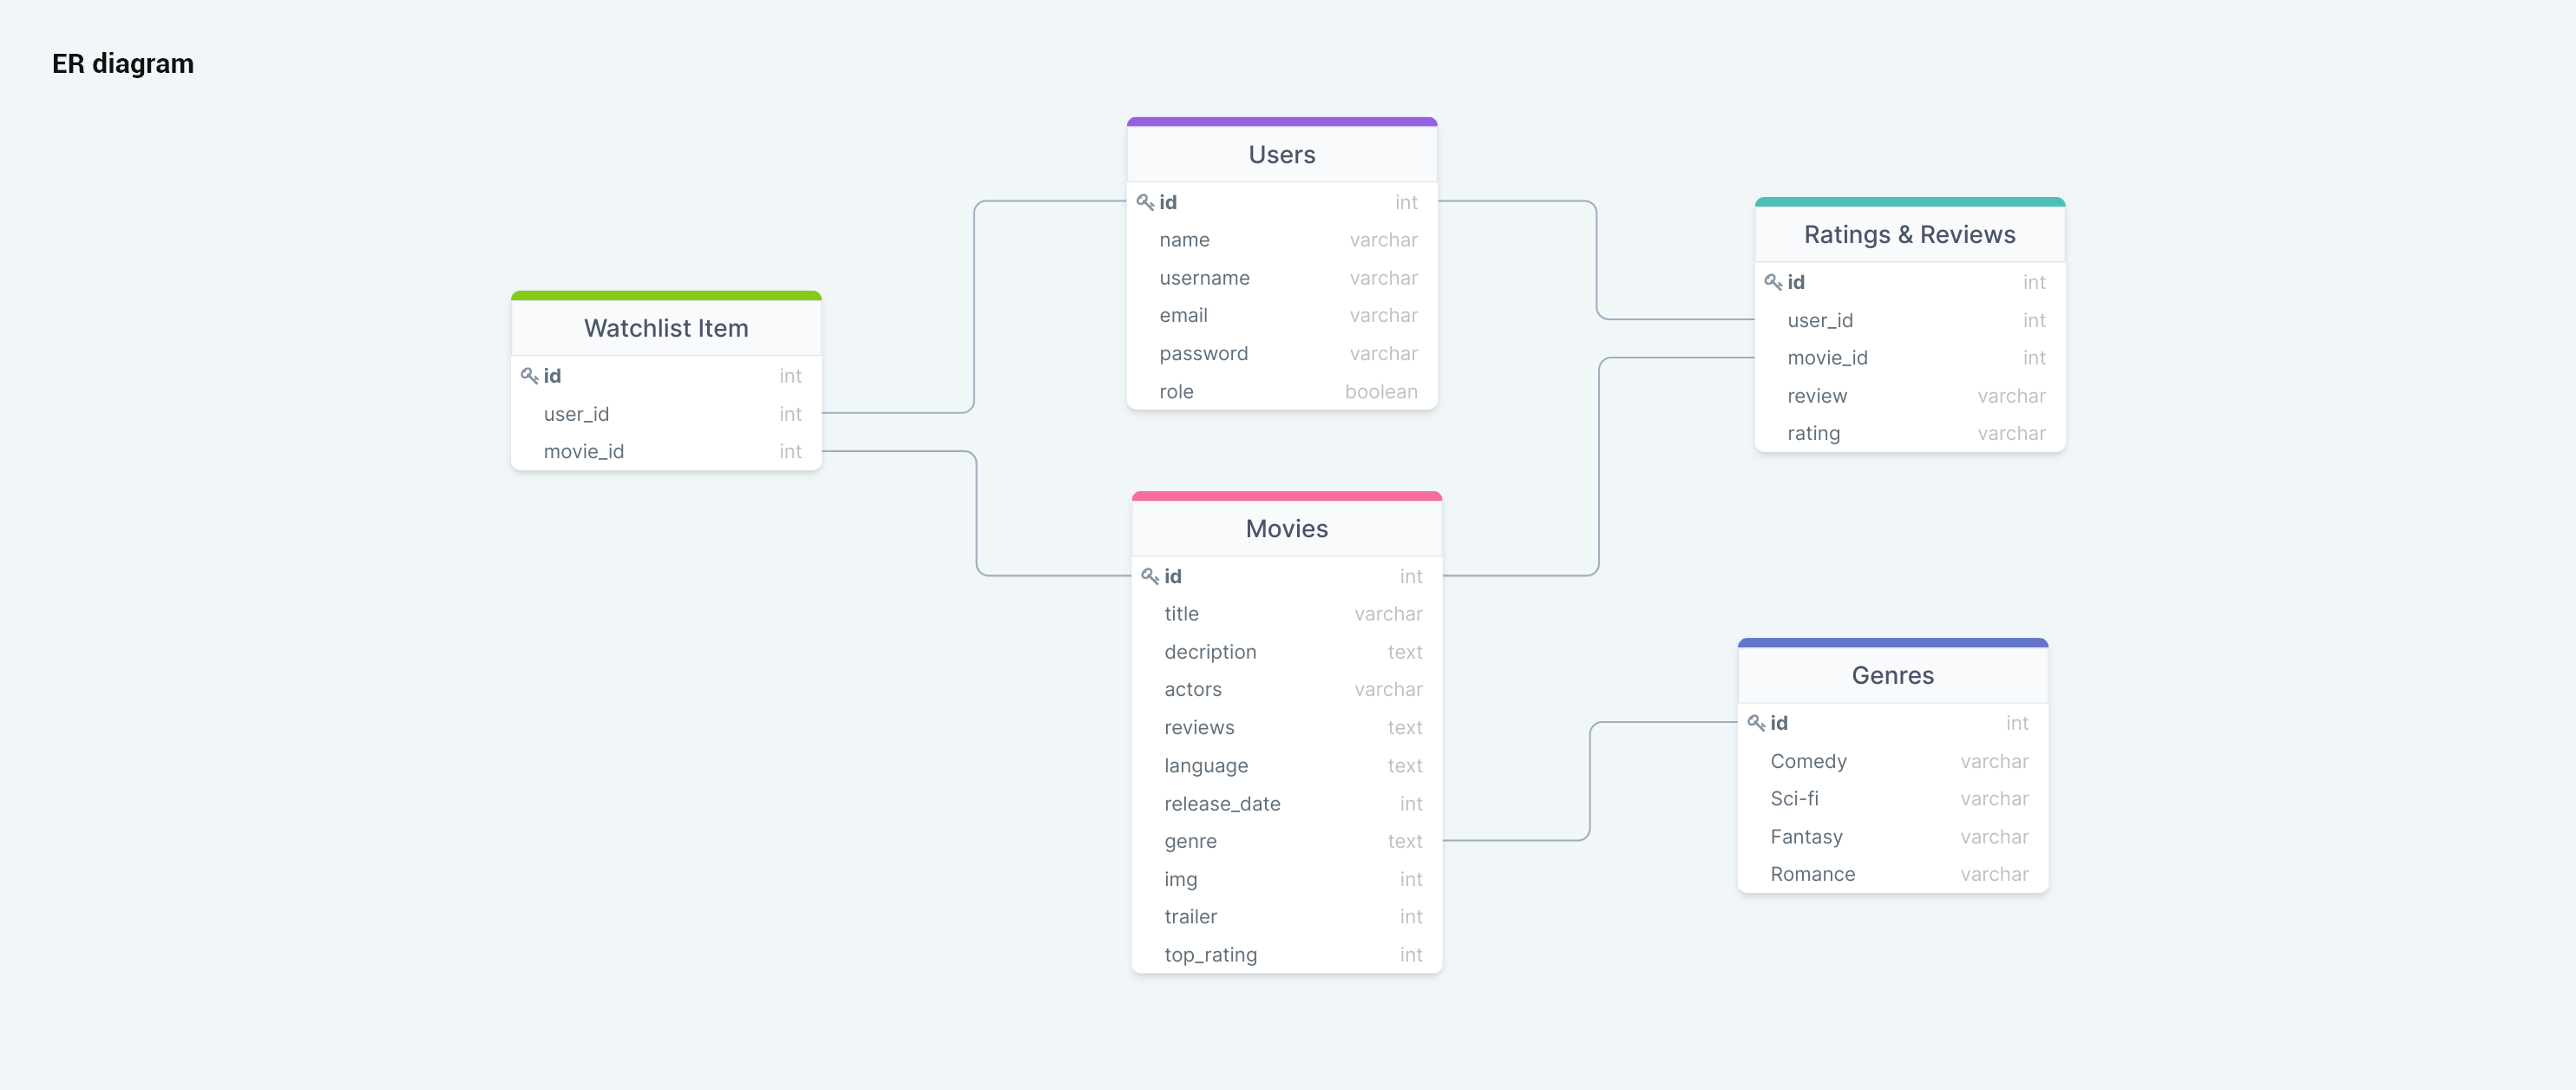 ER diagram
Users
id int
name varchar
username varchar
email varchar
password varchar
role boolean
Ratings & Reviews
id int
user_id int
movie_id int
review varchar
rating varchar
Watchlist Item
id int
user_id int
movie_id int
Movies
id int
title varchar
decription text
actors varchar
reviews text
language text
release_date int
genre text
img int
trailer int
top_rating int
Genres
id int
Comedy varchar
Sci-fi varchar
Fantasy varchar
Romance varchar